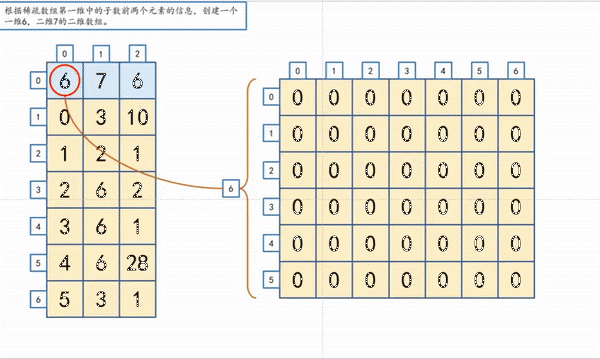 根据稀疏数组第一维中的子数前两个元素的信息，创建一个
一维6，二维7的二维数组。
0 1 2
0 6 7 6
1 0 3 10
2 1 2 1
3 2 6 2
4 3 6 1
5 4 6 28
6 5 3 1
6
0 1 2 3 4 5 6
0 0 0 0 0 0 0 0
1 0 0 0 0 0 0 0
2 0 0 0 0 0 0 0
3 0 0 0 0 0 0 0
4 0 0 0 0 0 0 0
5 0 0 0 0 0 0 0